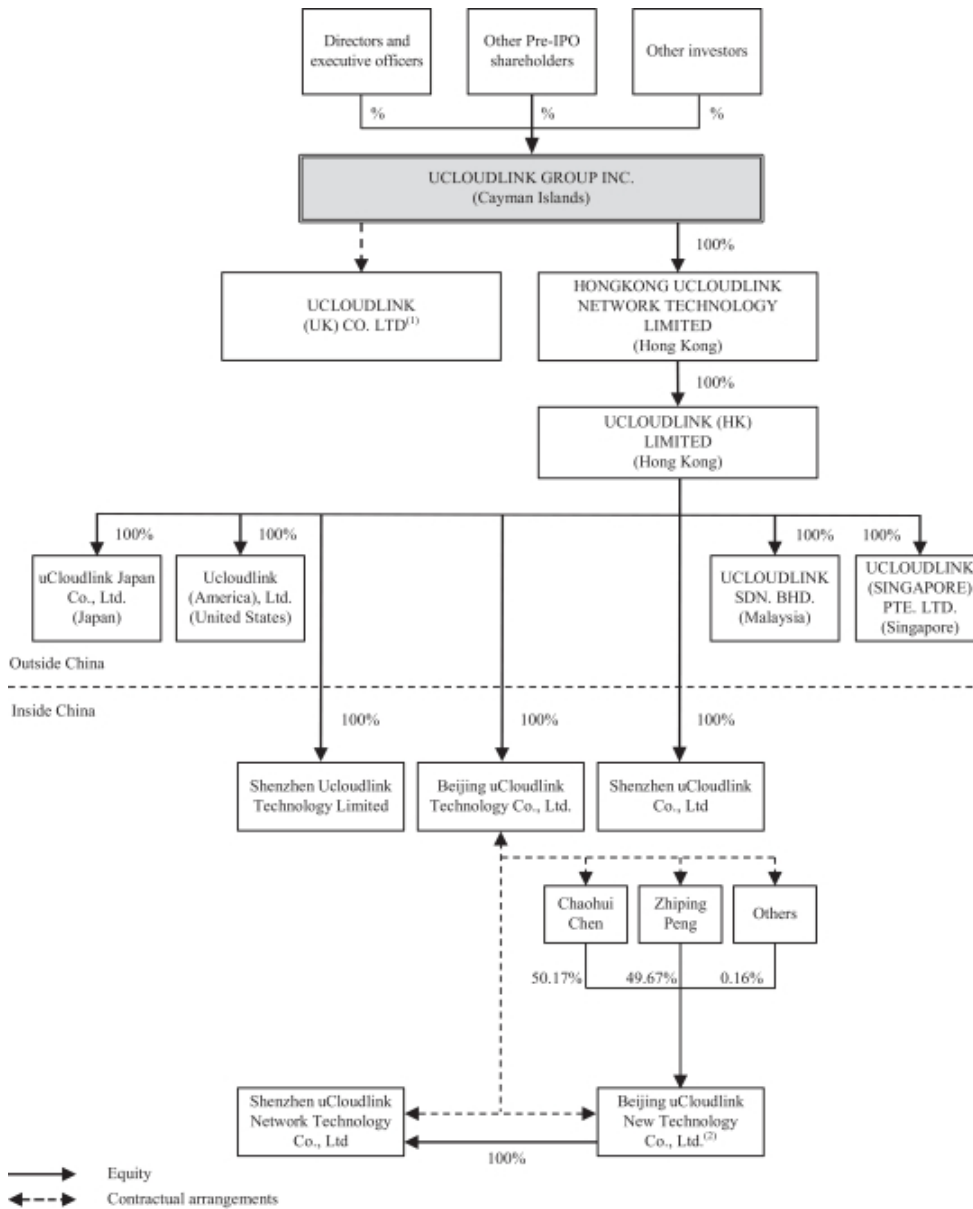 Directors and
executive officers
Other Pre-IPO
shareholders
Other investors
%
%
%
UCLOUDLINK GROUP INC.
(Cayman Islands)
100%
UCLOUDLINK
(UK) CO. LTD(1)
HONGKONG UCLOUDLINK
NETWORK TECHNOLOGY
LIMITED
(Hong Kong)
100%
UCLOUDLINK (HK)
LIMITED
(Hong Kong)
100%
100%
100%
100%
uCloudlink Japan
Co., Ltd.
(Japan)
Ucloudlink
(America), Ltd.
(United States)
UCLOUDLINK
SDN. BHD.
(Malaysia)
UCLOUDLINK
(SINGAPORE)
PTE. LTD.
(Singapore)
Outside China
Inside China
100%
100%
100%
Shenzhen Ucloudlink
Technology Limited
Beijing uCloudlink
Technology Co., Ltd.
Shenzhen uCloudlink
Co., Ltd
Chaohui
Chen
Zhiping
Peng
Others
50.17%
49.67%
0.16%
Shenzhen uCloudlink
Network Technology
Co., Ltd
Beijing uCloudlink
New Technology
Co., Ltd.(2)
100%
Equity
Contractual arrangements